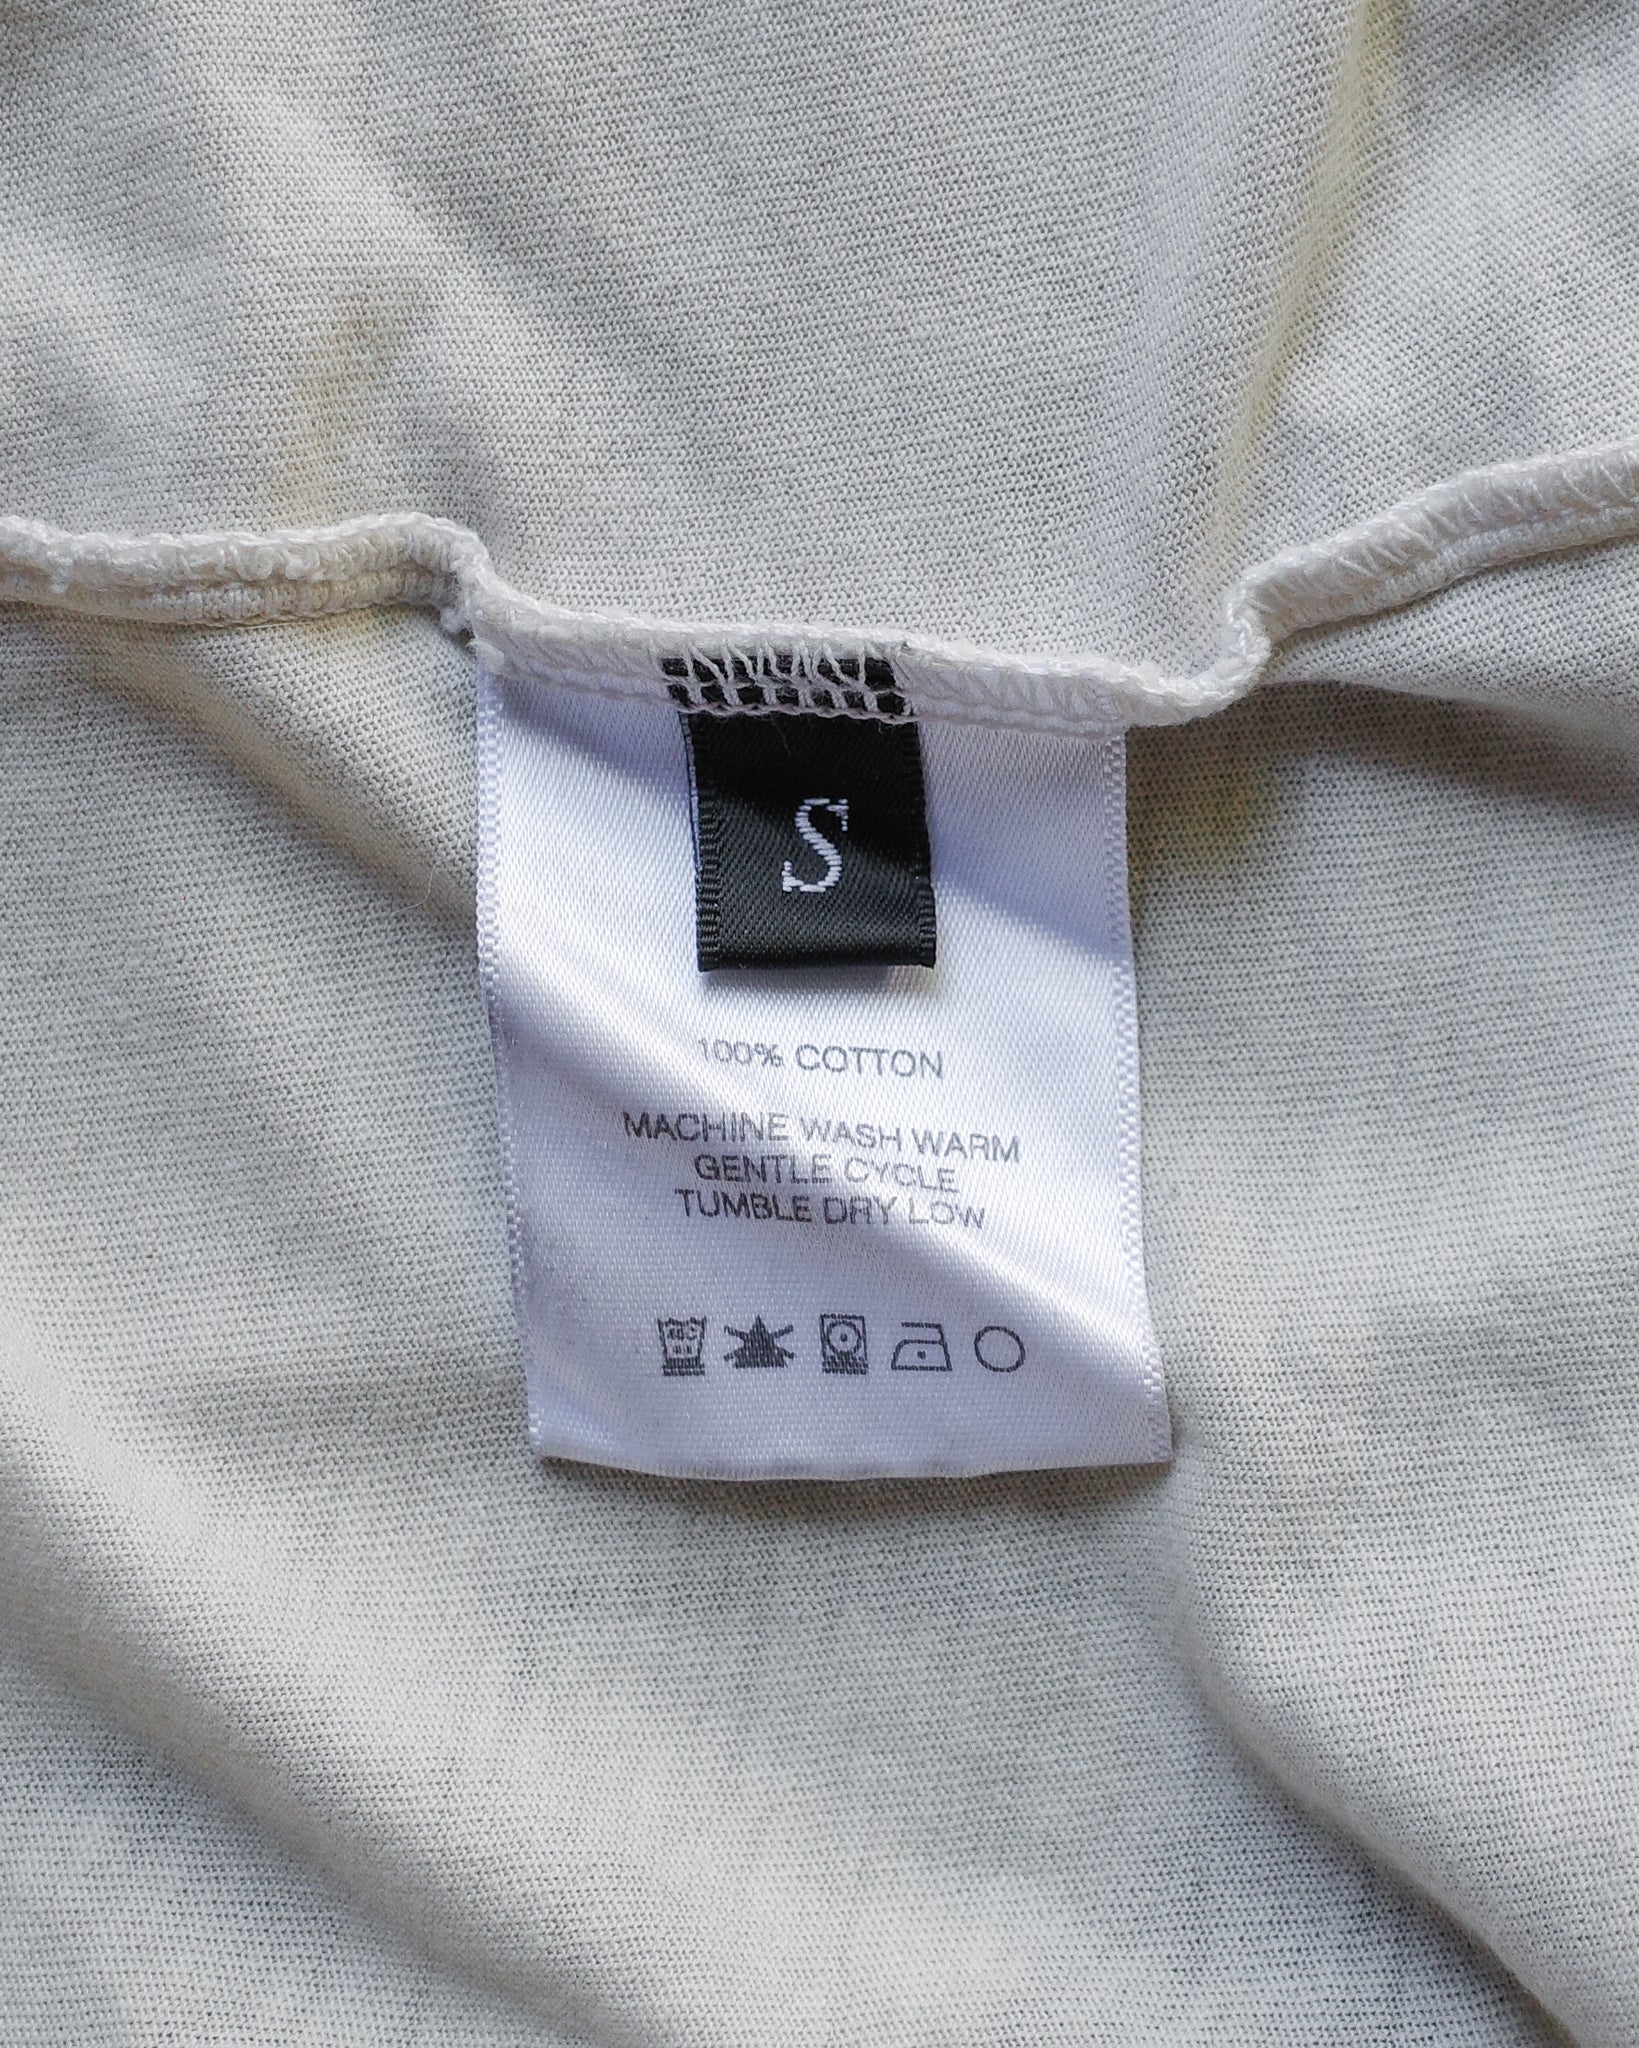 S
100% COTTON
MACHINE WASH WARM
GENTLE CYCLE
TUMBLE DRY LOW